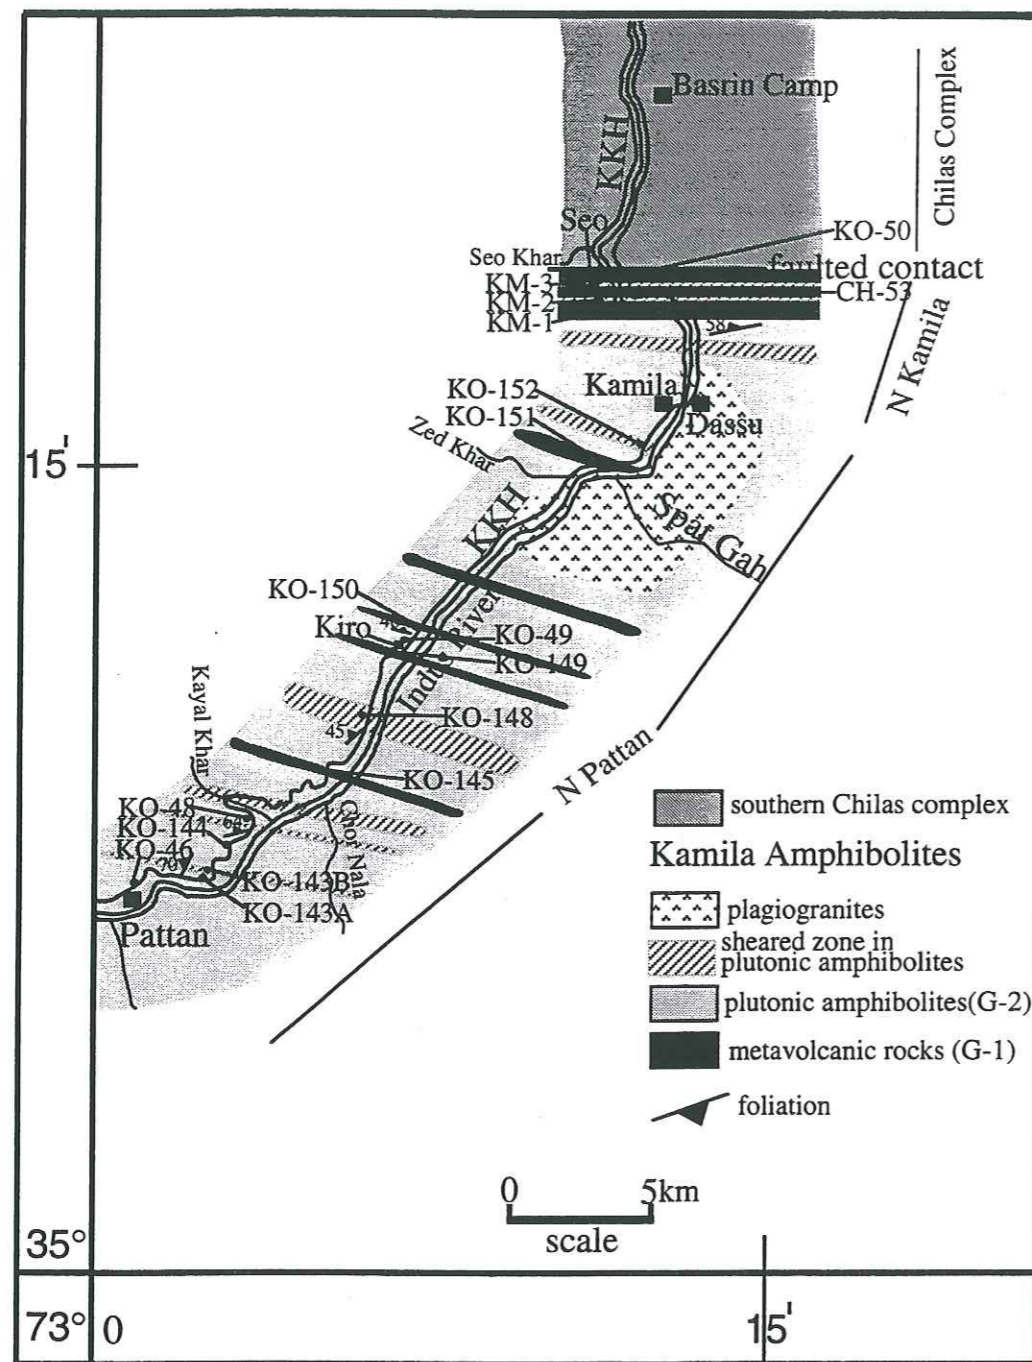 Basrin Camp
Chilas Complex
KKH
Seo
KO-50
Seo Khar
faulted contact
KM-3
CH-53
KM-2
KM-1
58
N Kamila
KO-152
Kamila
KO-151
Dassu
Zed Khar
15'
KKH
Spat Gah
KO-150
Kiro
KO-49
KO-149
Indus River
Kayal Khar
KO-148
45
N Pattan
KO-145
KO-48
64
KO-144
Chor Nala
KO-46
70
KO-143B
KO-143A
Pattan
southern Chilas complex
Kamila Amphibolites
plagiogranites
sheared zone in
plutonic amphibolites
plutonic amphibolites(G-2)
metavolcanic rocks (G-1)
foliation
0 5km
scale
35°
73° 0 15'